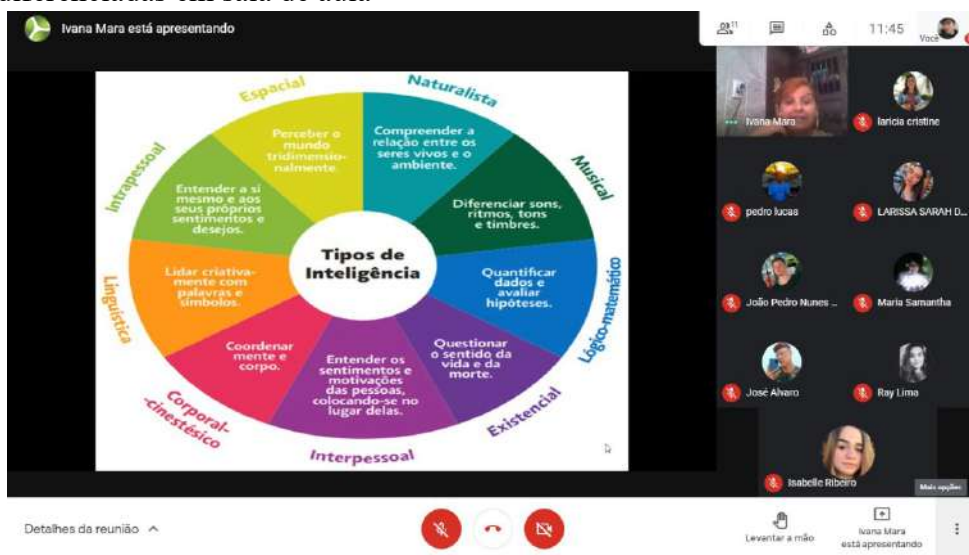 Ivana Mara está apresentando
11
11:45
Você
Espacial
Perceber o
mundo
tridimensio-
nalmente.
Naturalista
Compreender a
relação entre os
seres vivos e o
ambiente.
Musical
Diferenciar sons,
ritmos, tons
e timbres.
Lógico-matemático
Quantificar
dados e
avaliar
hipóteses.
Existencial
Questionar
o sentido da
vida e da
morte.
Interpessoal
Entender os
sentimentos e
motivações
das pessoas,
colocando-se no
lugar delas.
Corporal-
-cinestésico
Coordenar
mente e
corpo.
Linguística
Lidar criativa-
mente com
palavras e
símbolos.
Intrapessoal
Entender a si
mesmo e aos
seus próprios
sentimentos e
desejos.
Tipos de
Inteligência
Ivana Mara
laricia cristine
pedro lucas
LARISSA SARAH D...
João Pedro Nunes ...
Maria Samantha
José Alvaro
Ray Lima
Isabelle Ribeiro
Mais opções
Detalhes da reunião
Levantar a mão
Ivana Mara
está apresentando